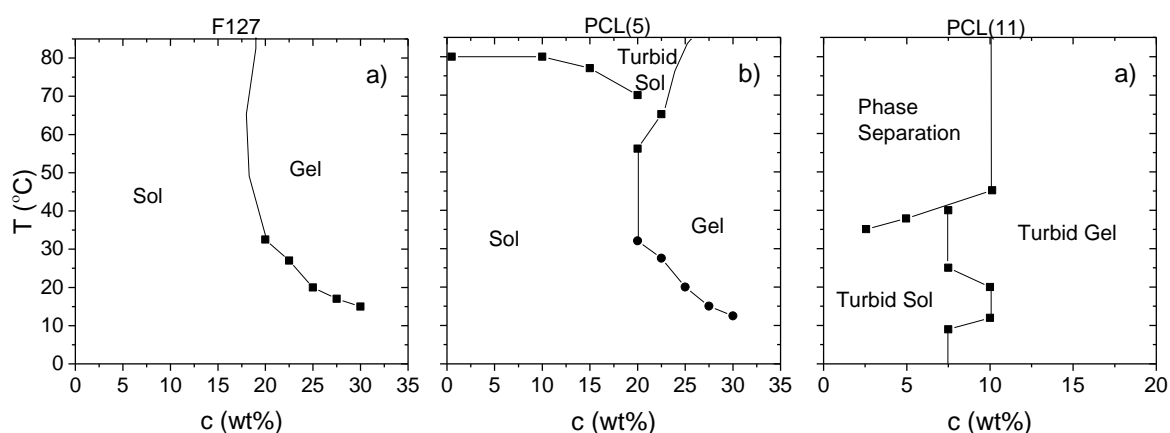 F127
a)
Sol
Gel
T (°C)
80
70
60
50
40
30
20
10
0
0
5
10
15
20
25
30
35
c (wt%)
PCL(5)
Turbid
Sol
b)
Sol
Gel
0
5
10
15
20
25
30
35
c (wt%)
PCL(11)
a)
Phase
Separation
Turbid Gel
Turbid Sol
0
5
10
15
20
c (wt%)